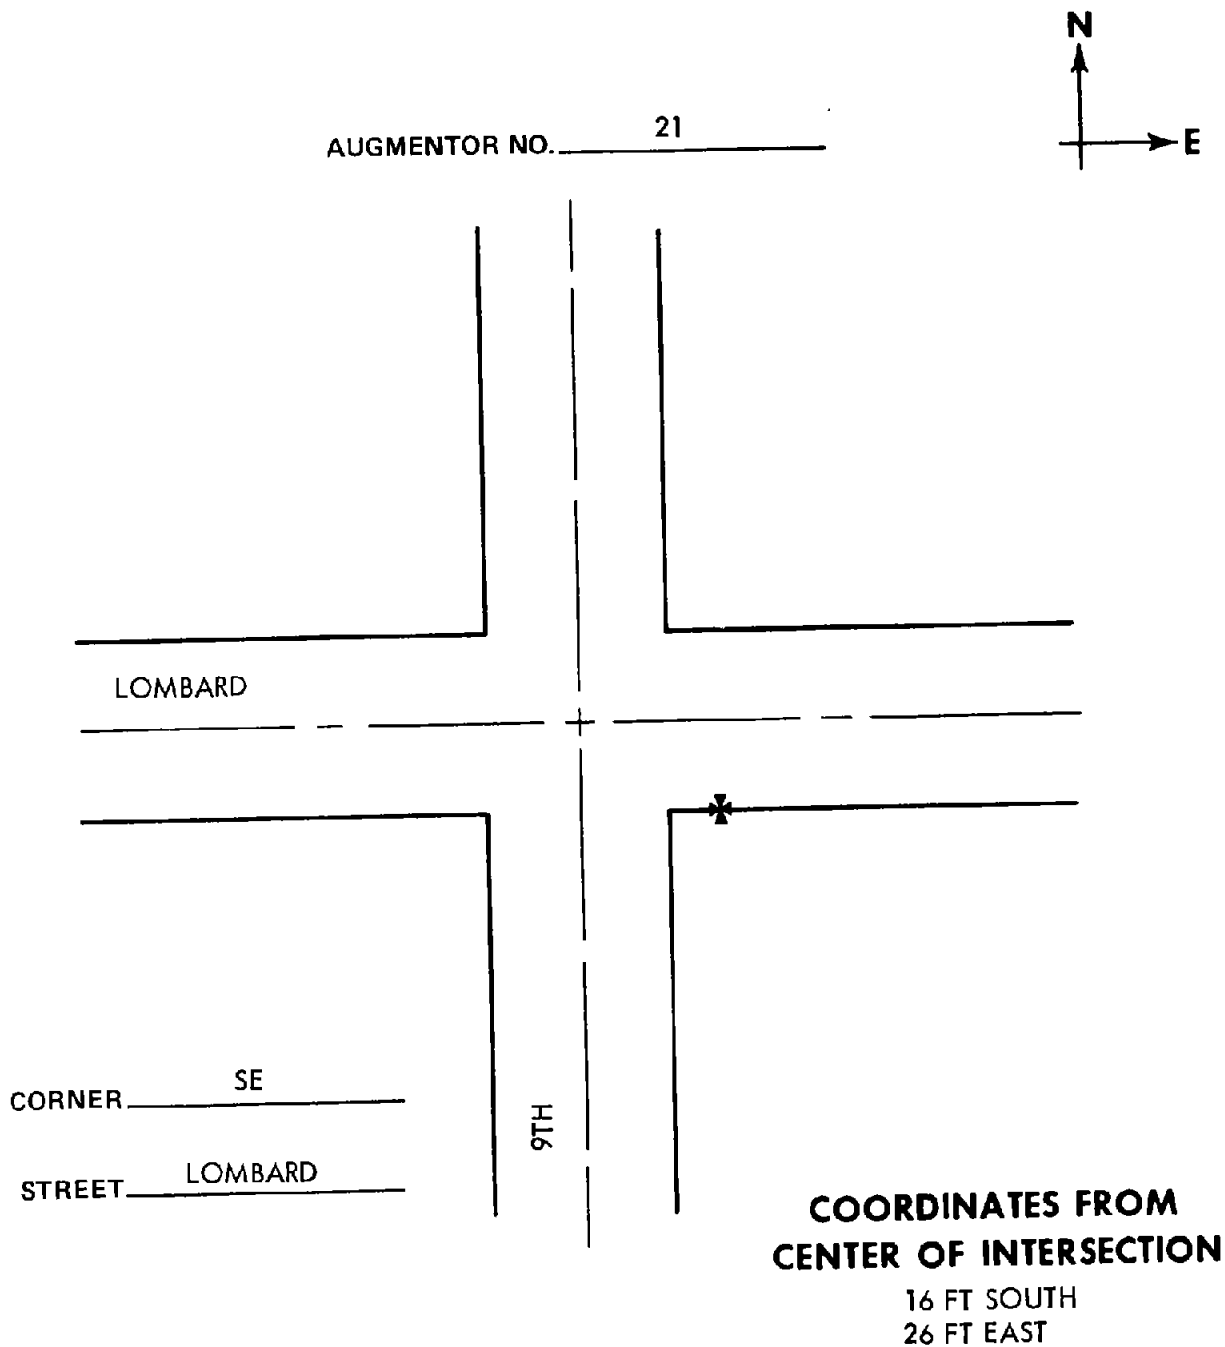 N
E
AUGMENTOR NO. 21
LOMBARD
9TH
CORNER SE
STREET LOMBARD
COORDINATES FROM
CENTER OF INTERSECTION
16 FT SOUTH
26 FT EAST